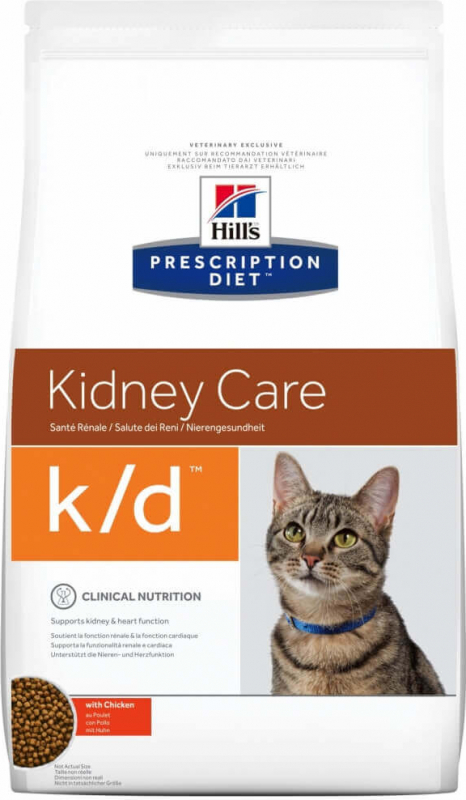 VETERINARY EXCLUSIVE
UNIQUEMENT SUR RECOMMANDATION VÉTÉRINAIRE
RACCOMANDATO DAI VETERINARI
EXKLUSIV BEIM TIERARZT ERHÄLTLICH
Hill's
PRESCRIPTION
DIET™
Kidney Care
Santé Rénale / Salute dei Reni / Nierengesundheit
k/d™
CLINICAL NUTRITION
Supports kidney & heart function
Soutient la fonction rénale & la fonction cardiaque
Supporta la funzionalità renale e cardiaca
Unterstützt die Nieren- und Herzfunktion
with Chicken
au Poulet
con Pollo
mit Huhn
Not Actual Size
Taille non réelle
Dimensioni non reali
Nicht in tatsächlicher Größe